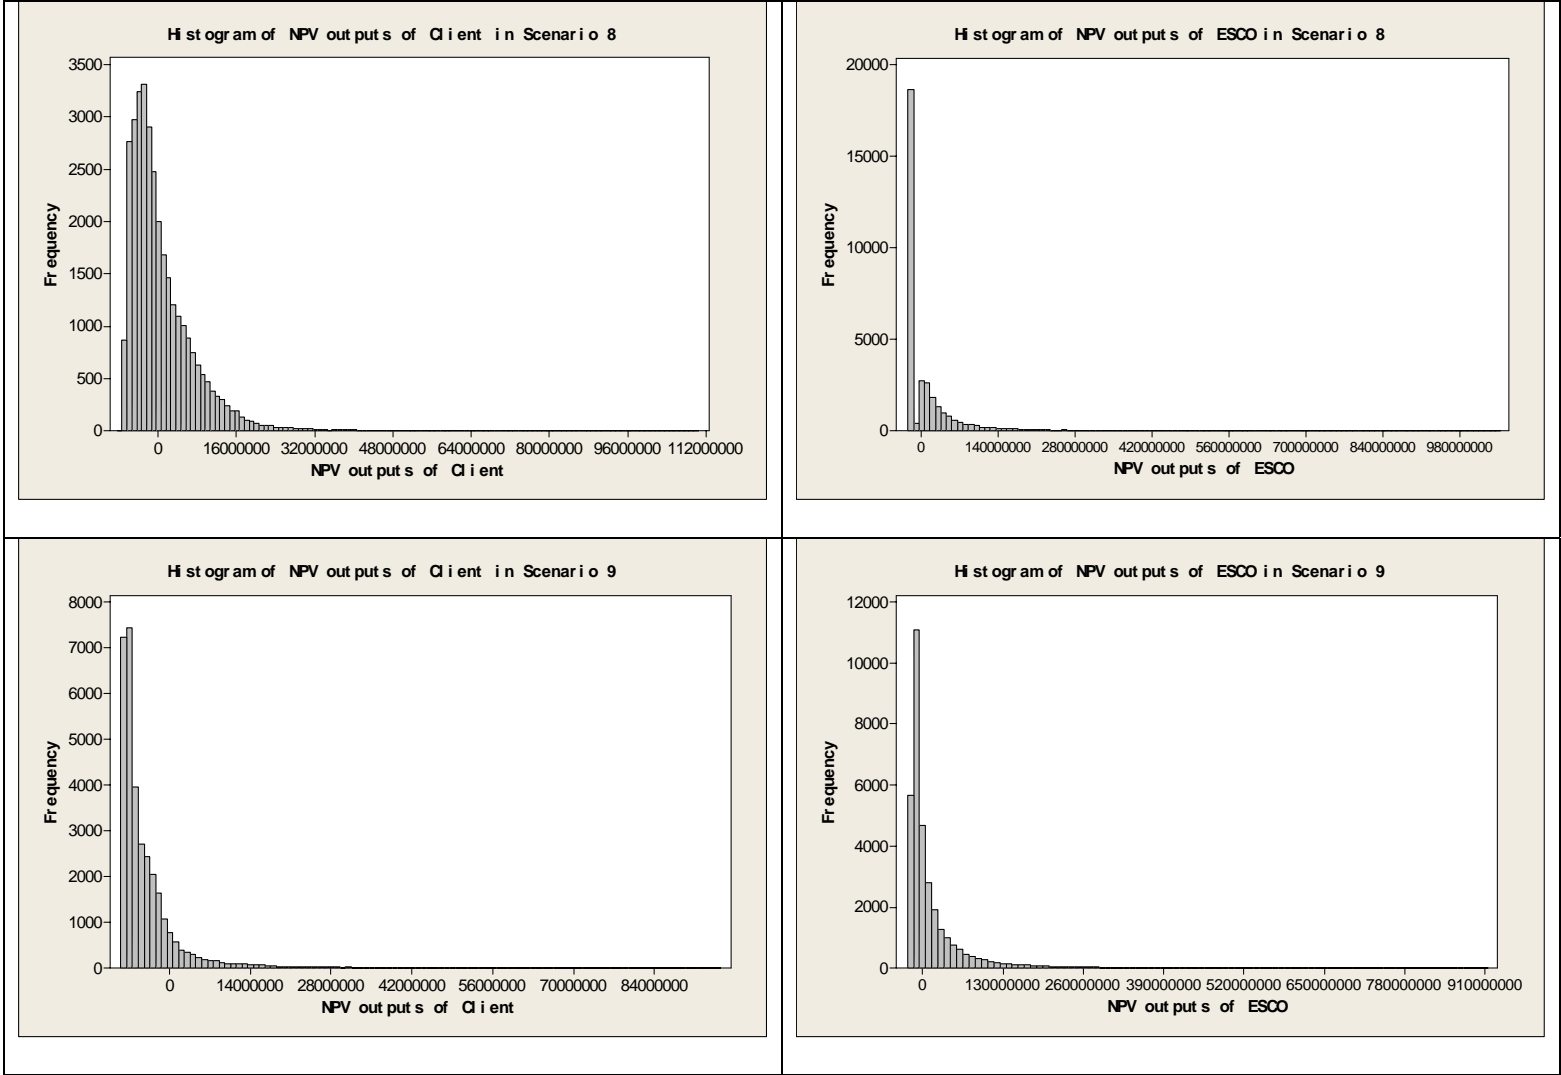 Histogram of NPV outputs of Client in Scenario 8
3500
3000
2500
2000
1500
1000
500
0
Frequency
0 16000000 32000000 48000000 64000000 80000000 96000000 112000000
NPV outputs of Client
Histogram of NPV outputs of ESCO in Scenario 8
20000
15000
10000
5000
0
Frequency
0 140000000 280000000 420000000 560000000 700000000 840000000 980000000
NPV outputs of ESCO
Histogram of NPV outputs of Client in Scenario 9
8000
7000
6000
5000
4000
3000
2000
1000
0
Frequency
0 14000000 28000000 42000000 56000000 70000000 84000000
NPV outputs of Client
Histogram of NPV outputs of ESCO in Scenario 9
12000
10000
8000
6000
4000
2000
0
Frequency
0 130000000 260000000 390000000 520000000 650000000 780000000 910000000
NPV outputs of ESCO